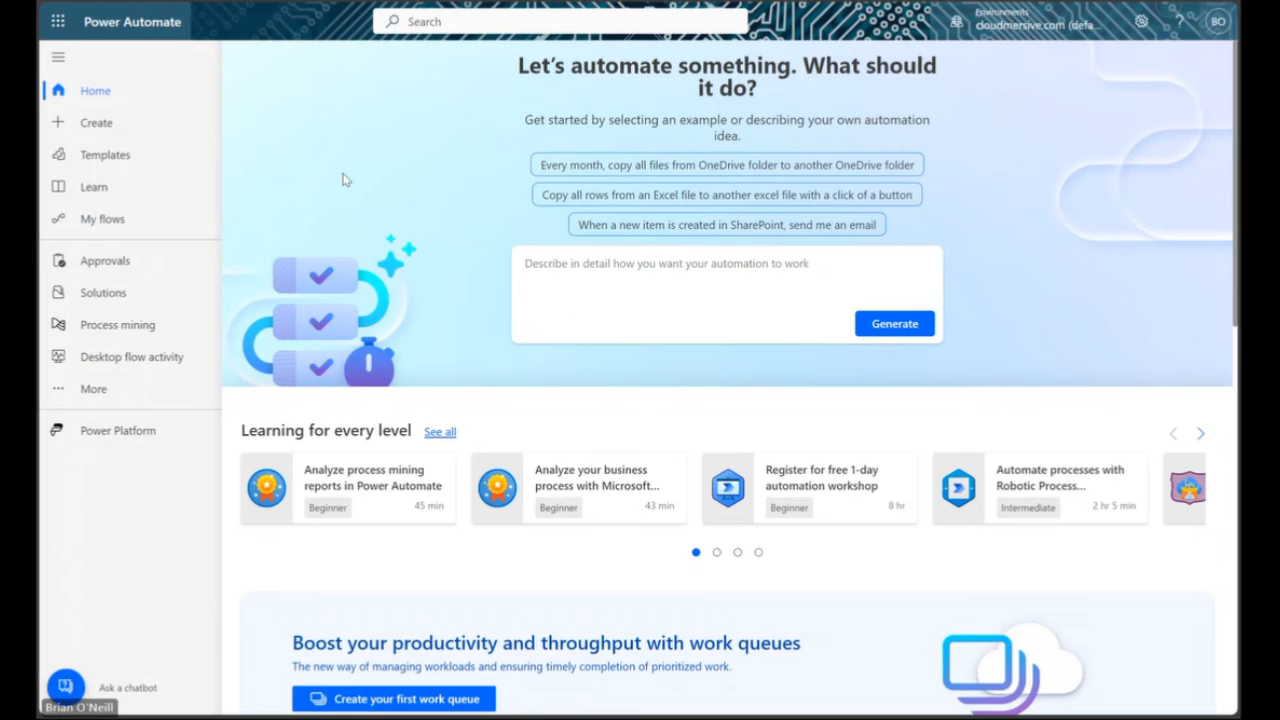 Power Automate
Search
Environments
cloudmersive.com (defa...
BO
Home
Create
Templates
Learn
My flows
Approvals
Solutions
Process mining
Desktop flow activity
More
Power Platform
Ask a chatbot
Brian O'Neill
Let's automate something. What should
it do?
Get started by selecting an example or describing your own automation
idea.
Every month, copy all files from OneDrive folder to another OneDrive folder
Copy all rows from an Excel file to another excel file with a click of a button
When a new item is created in SharePoint, send me an email
Describe in detail how you want your automation to work
Generate
Learning for every level See all
Analyze process mining
reports in Power Automate
Beginner 45 min
Analyze your business
process with Microsoft...
Beginner 43 min
Register for free 1-day
automation workshop
Beginner 8 hr
Automate processes with
Robotic Process...
Intermediate 2 hr 5 min
Boost your productivity and throughput with work queues
The new way of managing workloads and ensuring timely completion of prioritized work.
Create your first work queue